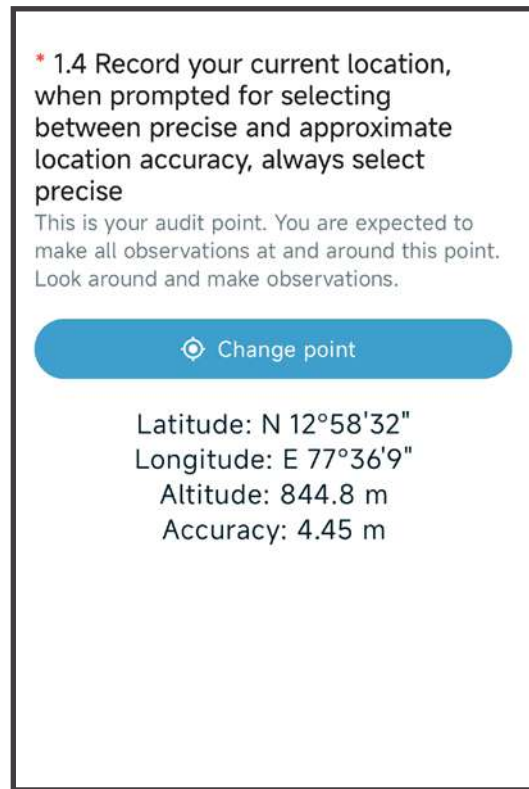 * 1.4 Record your current location,
when prompted for selecting
between precise and approximate
location accuracy, always select
precise
This is your audit point. You are expected to
make all observations at and around this point.
Look around and make observations.
Change point
Latitude: N 12°58'32"
Longitude: E 77°36'9"
Altitude: 844.8 m
Accuracy: 4.45 m